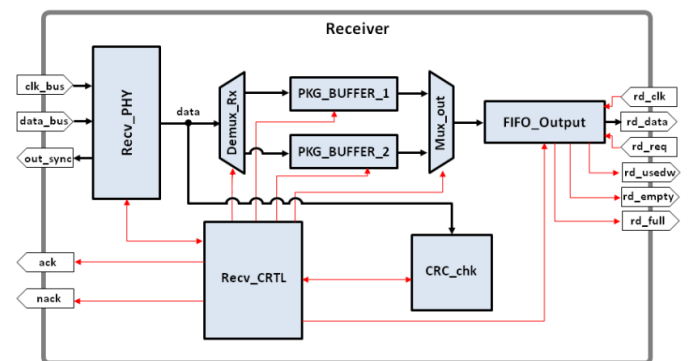 Receiver
clk_bus
data_bus
out_sync
ack
nack
Recv_PHY
data
Demux_Rx
PKG_BUFFER_1
PKG_BUFFER_2
Mux_out
FIFO_Output
Recv_CRTL
CRC_chk
rd_clk
rd_data
rd_req
rd_usedw
rd_empty
rd_full